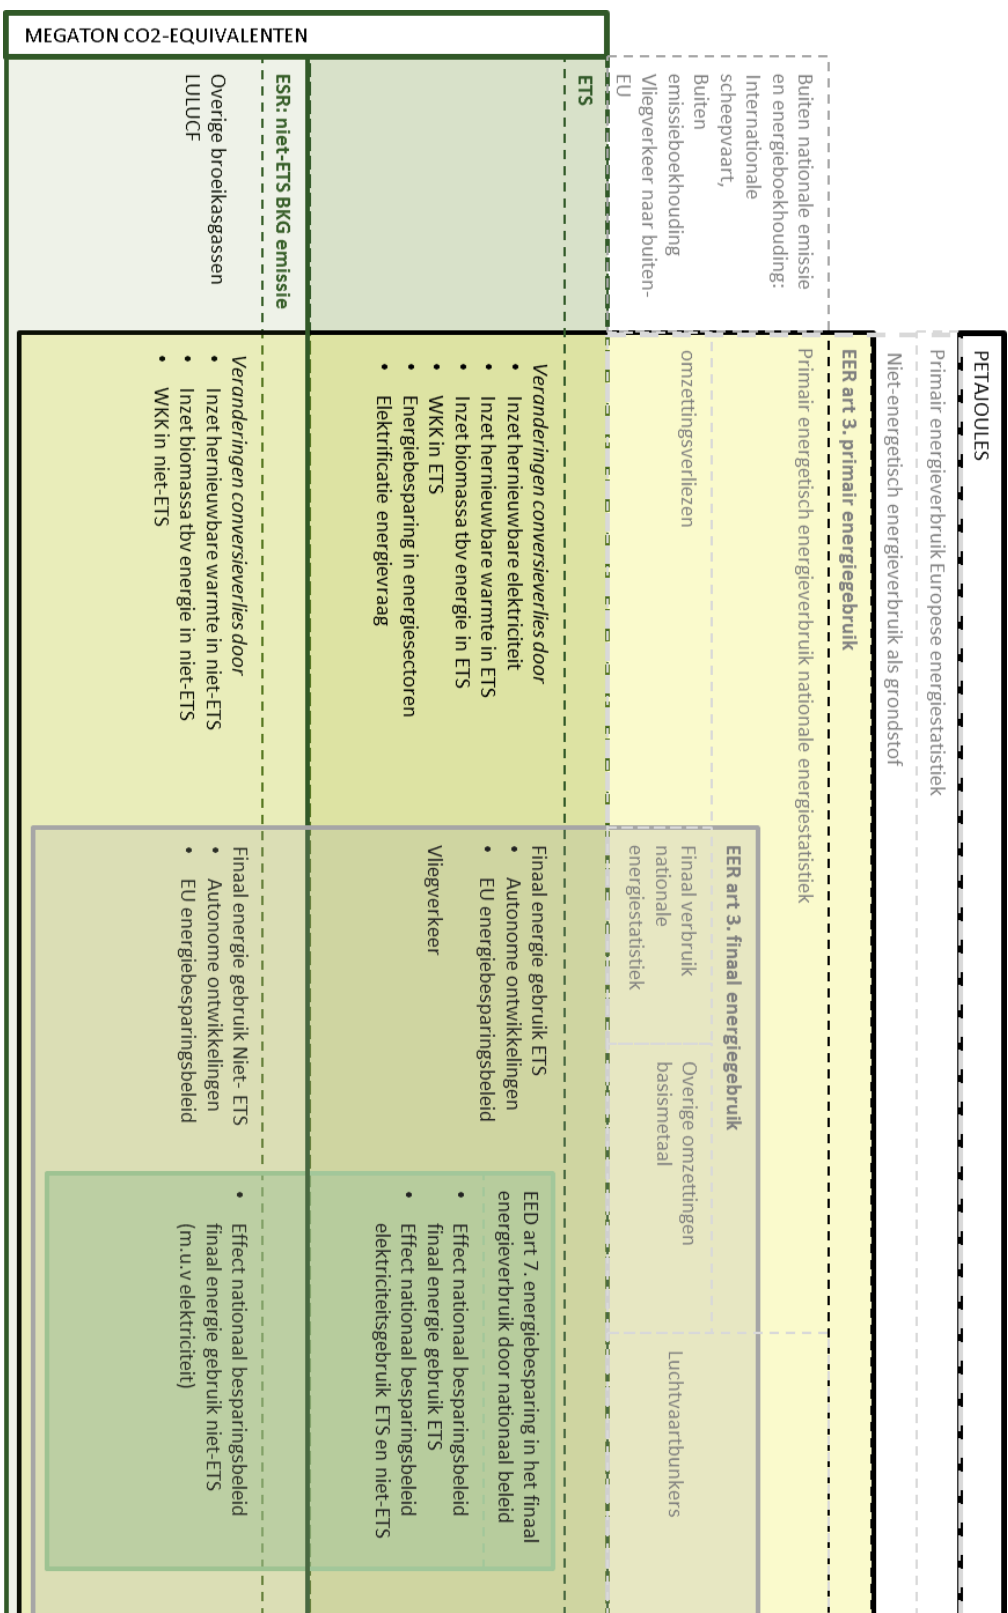 MEGATON CO2-EQUIVALENTEN
PETAJOULES
Primair energieverbruik Europese energiestatistiek
Niet-energetisch energieverbruik als grondstof
EER art 3. primair energiegebruik
Primair energetisch energieverbruik nationale energiestatistiek
Buiten nationale emissie
en energieboekhouding:
Internationale
scheepvaart,
Buiten
emissieboekhouding
Vliegverkeer naar buiten-
EU
omzettingsverliezen
EER art 3. finaal energiegebruik
Finaal verbruik
nationale
energiestatistiek
Overige omzettingen
basismetaal
Luchtvaartbunkers
ETS
Veranderingen conversieverlies door
• Inzet hernieuwbare elektriciteit
• Inzet hernieuwbare warmte in ETS
• Inzet biomassa tbv energie in ETS
• WKK in ETS
• Energiebesparing in energiesectoren
• Elektrificatie energievraag
Finaal energie gebruik ETS
• Autonome ontwikkelingen
• EU energiebesparingsbeleid
Vliegverkeer
EED art 7. energiebesparing in het finaal
energieverbruik door nationaal beleid
• Effect nationaal besparingsbeleid
finaal energie gebruik ETS
• Effect nationaal besparingsbeleid
elektriciteitsgebruik ETS en niet-ETS
ESR: niet-ETS BKG emissie
Overige broeikasgassen
LULUCF
Veranderingen conversieverlies door
• Inzet hernieuwbare warmte in niet-ETS
• Inzet biomassa tbv energie in niet-ETS
• WKK in niet-ETS
Finaal energie gebruik Niet- ETS
• Autonome ontwikkelingen
• EU energiebesparingsbeleid
• Effect nationaal besparingsbeleid
finaal energie gebruik niet-ETS
(m.u.v elektriciteit)